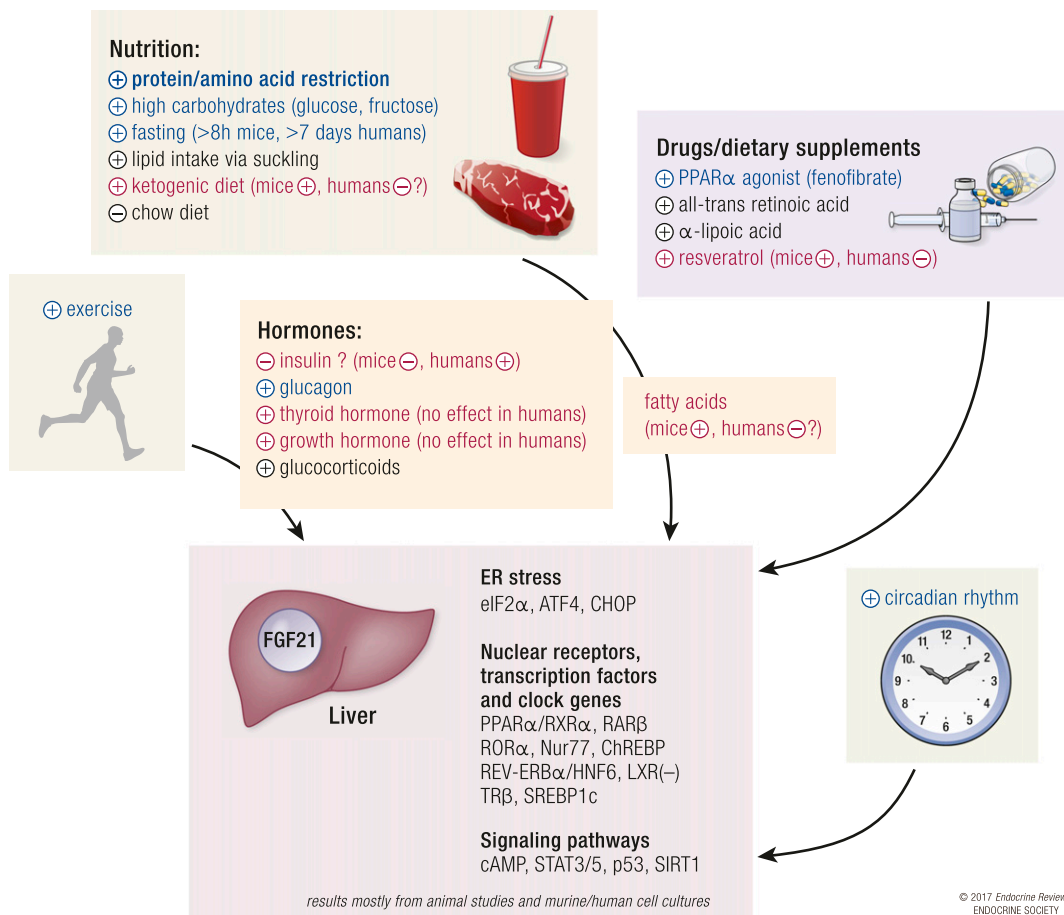 Nutrition:
⊕ protein/amino acid restriction
⊕ high carbohydrates (glucose, fructose)
⊕ fasting (>8h mice, >7 days humans)
⊕ lipid intake via suckling
⊕ ketogenic diet (mice⊕, humans⊖?)
⊖ chow diet
Drugs/dietary supplements
⊕ PPARα agonist (fenofibrate)
⊕ all-trans retinoic acid
⊕ α-lipoic acid
⊕ resveratrol (mice⊕, humans⊖)
⊕ exercise
Hormones:
⊖ insulin ? (mice⊖, humans⊕)
⊕ glucagon
⊕ thyroid hormone (no effect in humans)
⊕ growth hormone (no effect in humans)
⊕ glucocorticoids
fatty acids
(mice⊕, humans⊖?)
FGF21
Liver
ER stress
eIF2α, ATF4, CHOP
Nuclear receptors,
transcription factors
and clock genes
PPARα/RXRα, RARβ
RORα, Nur77, ChREBP
REV-ERBα/HNF6, LXR(–)
TRβ, SREBP1c
Signaling pathways
cAMP, STAT3/5, p53, SIRT1
results mostly from animal studies and murine/human cell cultures
⊕ circadian rhythm
12
1
2
3
4
5
6
7
8
9
10
11
© 2017 Endocrine Review
ENDOCRINE SOCIETY